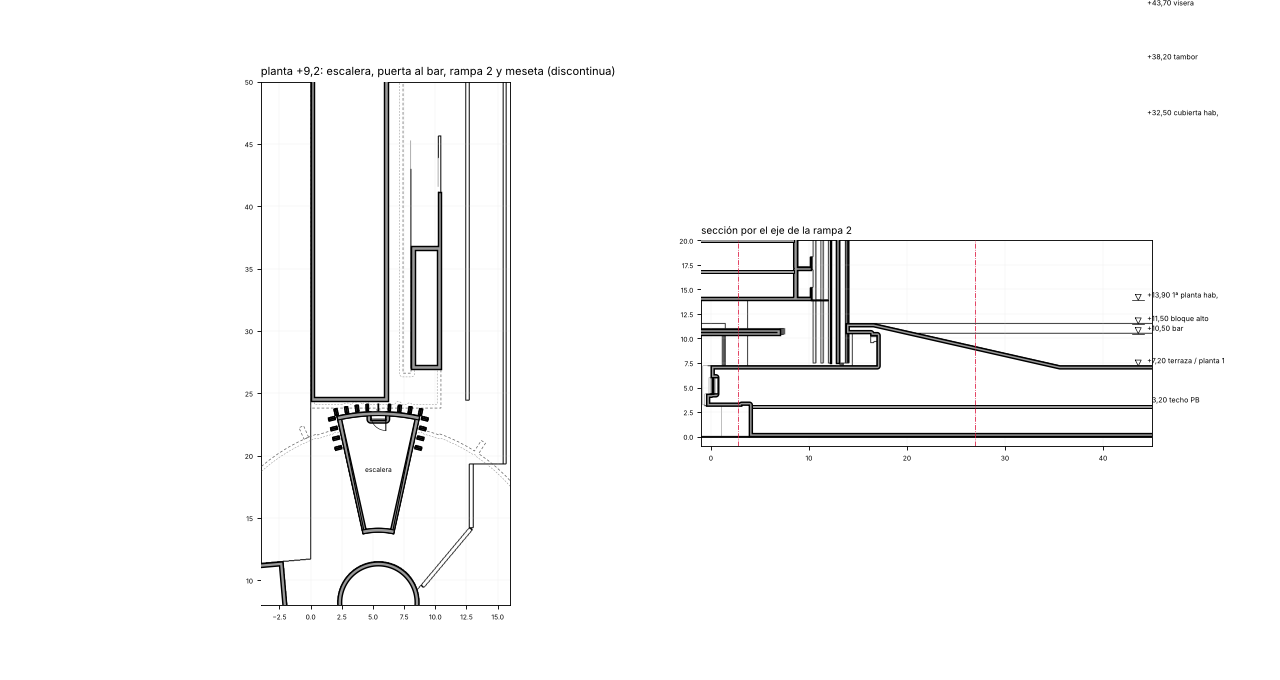 +43,70 visera
+38,20 tambor
planta +9,2: escalera, puerta al bar, rampa 2 y meseta (discontinua)
50
45
40
35
30
25
20
15
10
−2.5 0.0 2.5 5.0 7.5 10.0 12.5 15.0
escalera
+32,50 cubierta hab,
sección por el eje de la rampa 2
20.0
17.5
15.0
12.5
10.0
7.5
5.0
2.5
0.0
0 10 20 30 40
+13,90 1ª planta hab,
+11,50 bloque alto
+10,50 bar
+7,20 terraza / planta 1
3,20 techo PB